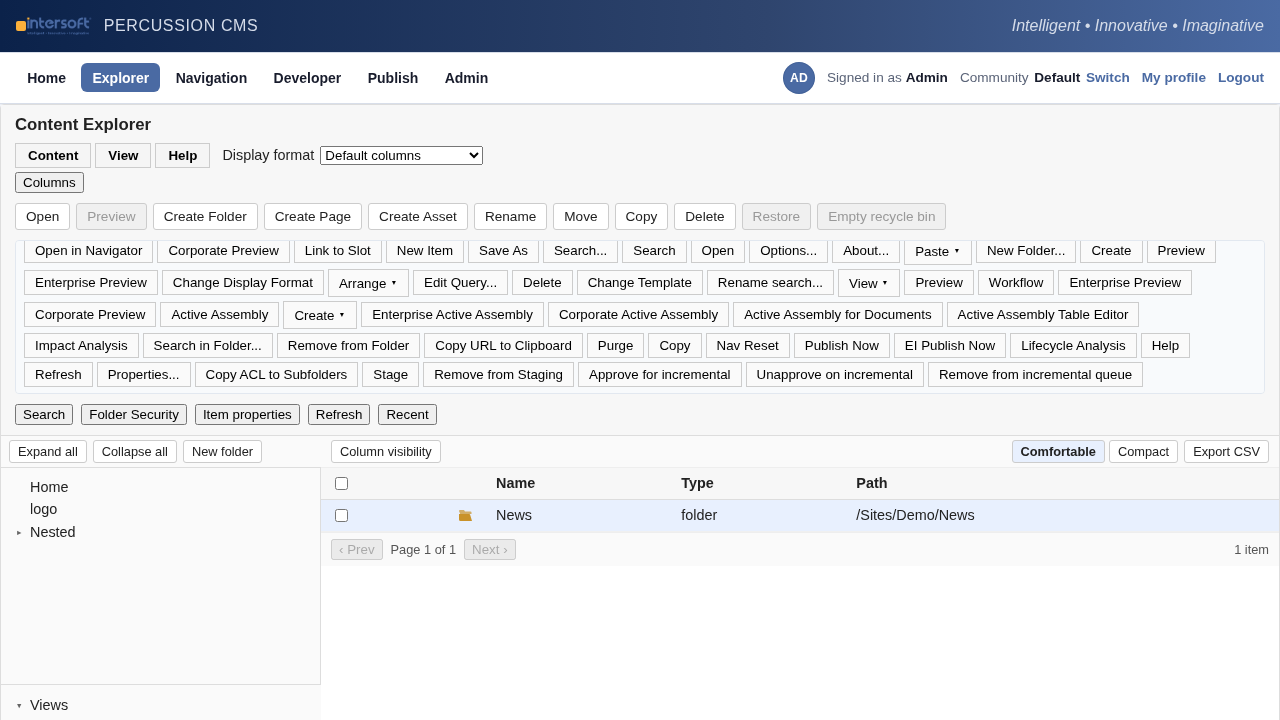 intersoft PERCUSSION CMS Intelligent • Innovative • Imaginative
Home Explorer Navigation Developer Publish Admin AD Signed in as Admin Community Default Switch My profile Logout
Content Explorer
Content View Help Display format Default columns
Columns
Open Preview Create Folder Create Page Create Asset Rename Move Copy Delete Restore Empty recycle bin
Open in Navigator Corporate Preview Link to Slot New Item Save As Search... Search Open Options... About... Paste New Folder... Create Preview
Enterprise Preview Change Display Format Arrange Edit Query... Delete Change Template Rename search... View Preview Workflow Enterprise Preview
Corporate Preview Active Assembly Create Enterprise Active Assembly Corporate Active Assembly Active Assembly for Documents Active Assembly Table Editor
Impact Analysis Search in Folder... Remove from Folder Copy URL to Clipboard Purge Copy Nav Reset Publish Now EI Publish Now Lifecycle Analysis Help
Refresh Properties... Copy ACL to Subfolders Stage Remove from Staging Approve for incremental Unapprove on incremental Remove from incremental queue
Search Folder Security Item properties Refresh Recent
Expand all Collapse all New folder Column visibility Comfortable Compact Export CSV
Name Type Path
Home
logo
Nested
News folder /Sites/Demo/News
‹ Prev Page 1 of 1 Next › 1 item
Views